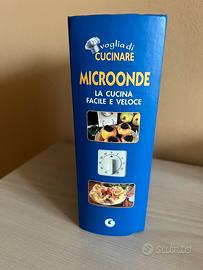 voglia di
CUCINARE
MICROONDE
LA CUCINA
FACILE E VELOCE
G
Subito